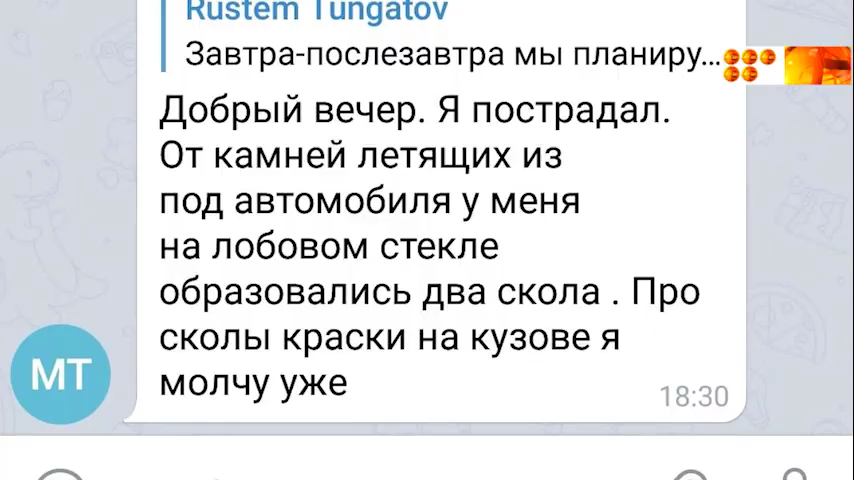 Rustem Tungatov
Завтра-послезавтра мы планиру...
Добрый вечер. Я пострадал.
От камней летящих из
под автомобиля у меня
на лобовом стекле
образовались два скола . Про
сколы краски на кузове я
молчу уже
МТ
18:30